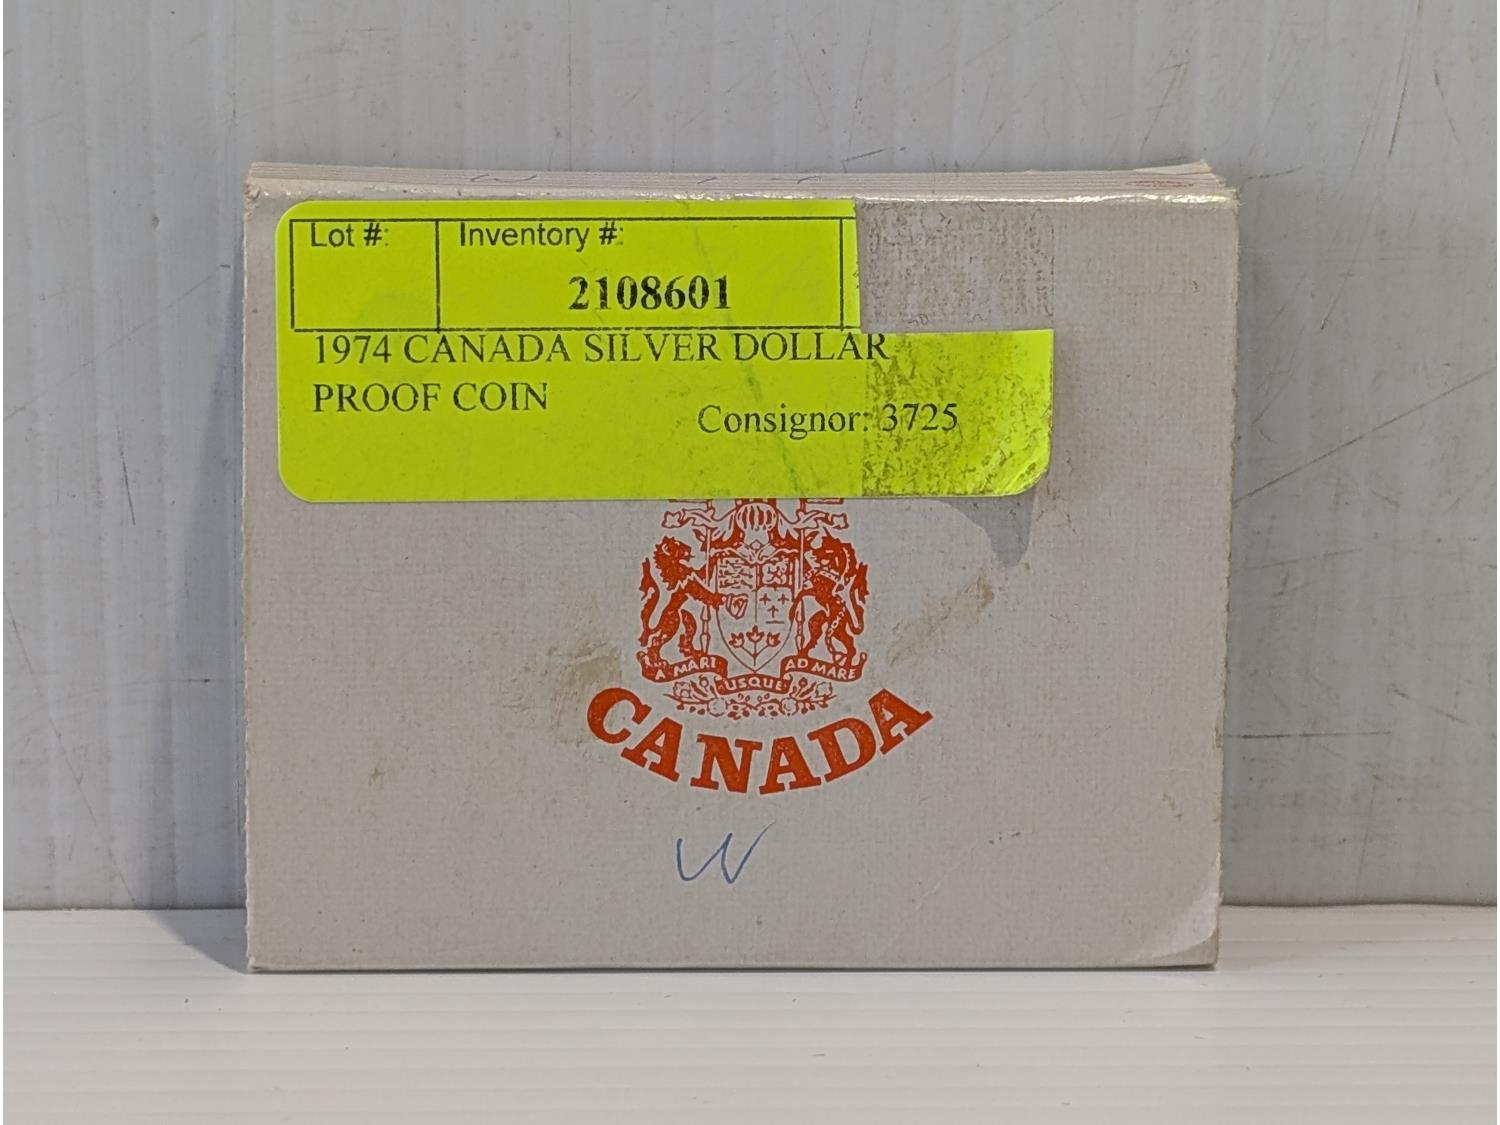 Lot #:
Inventory #:
2108601
1974 CANADA SILVER DOLLAR
PROOF COIN
Consignor: 3725
A MARI USQUE AD MARE
CANADA
W